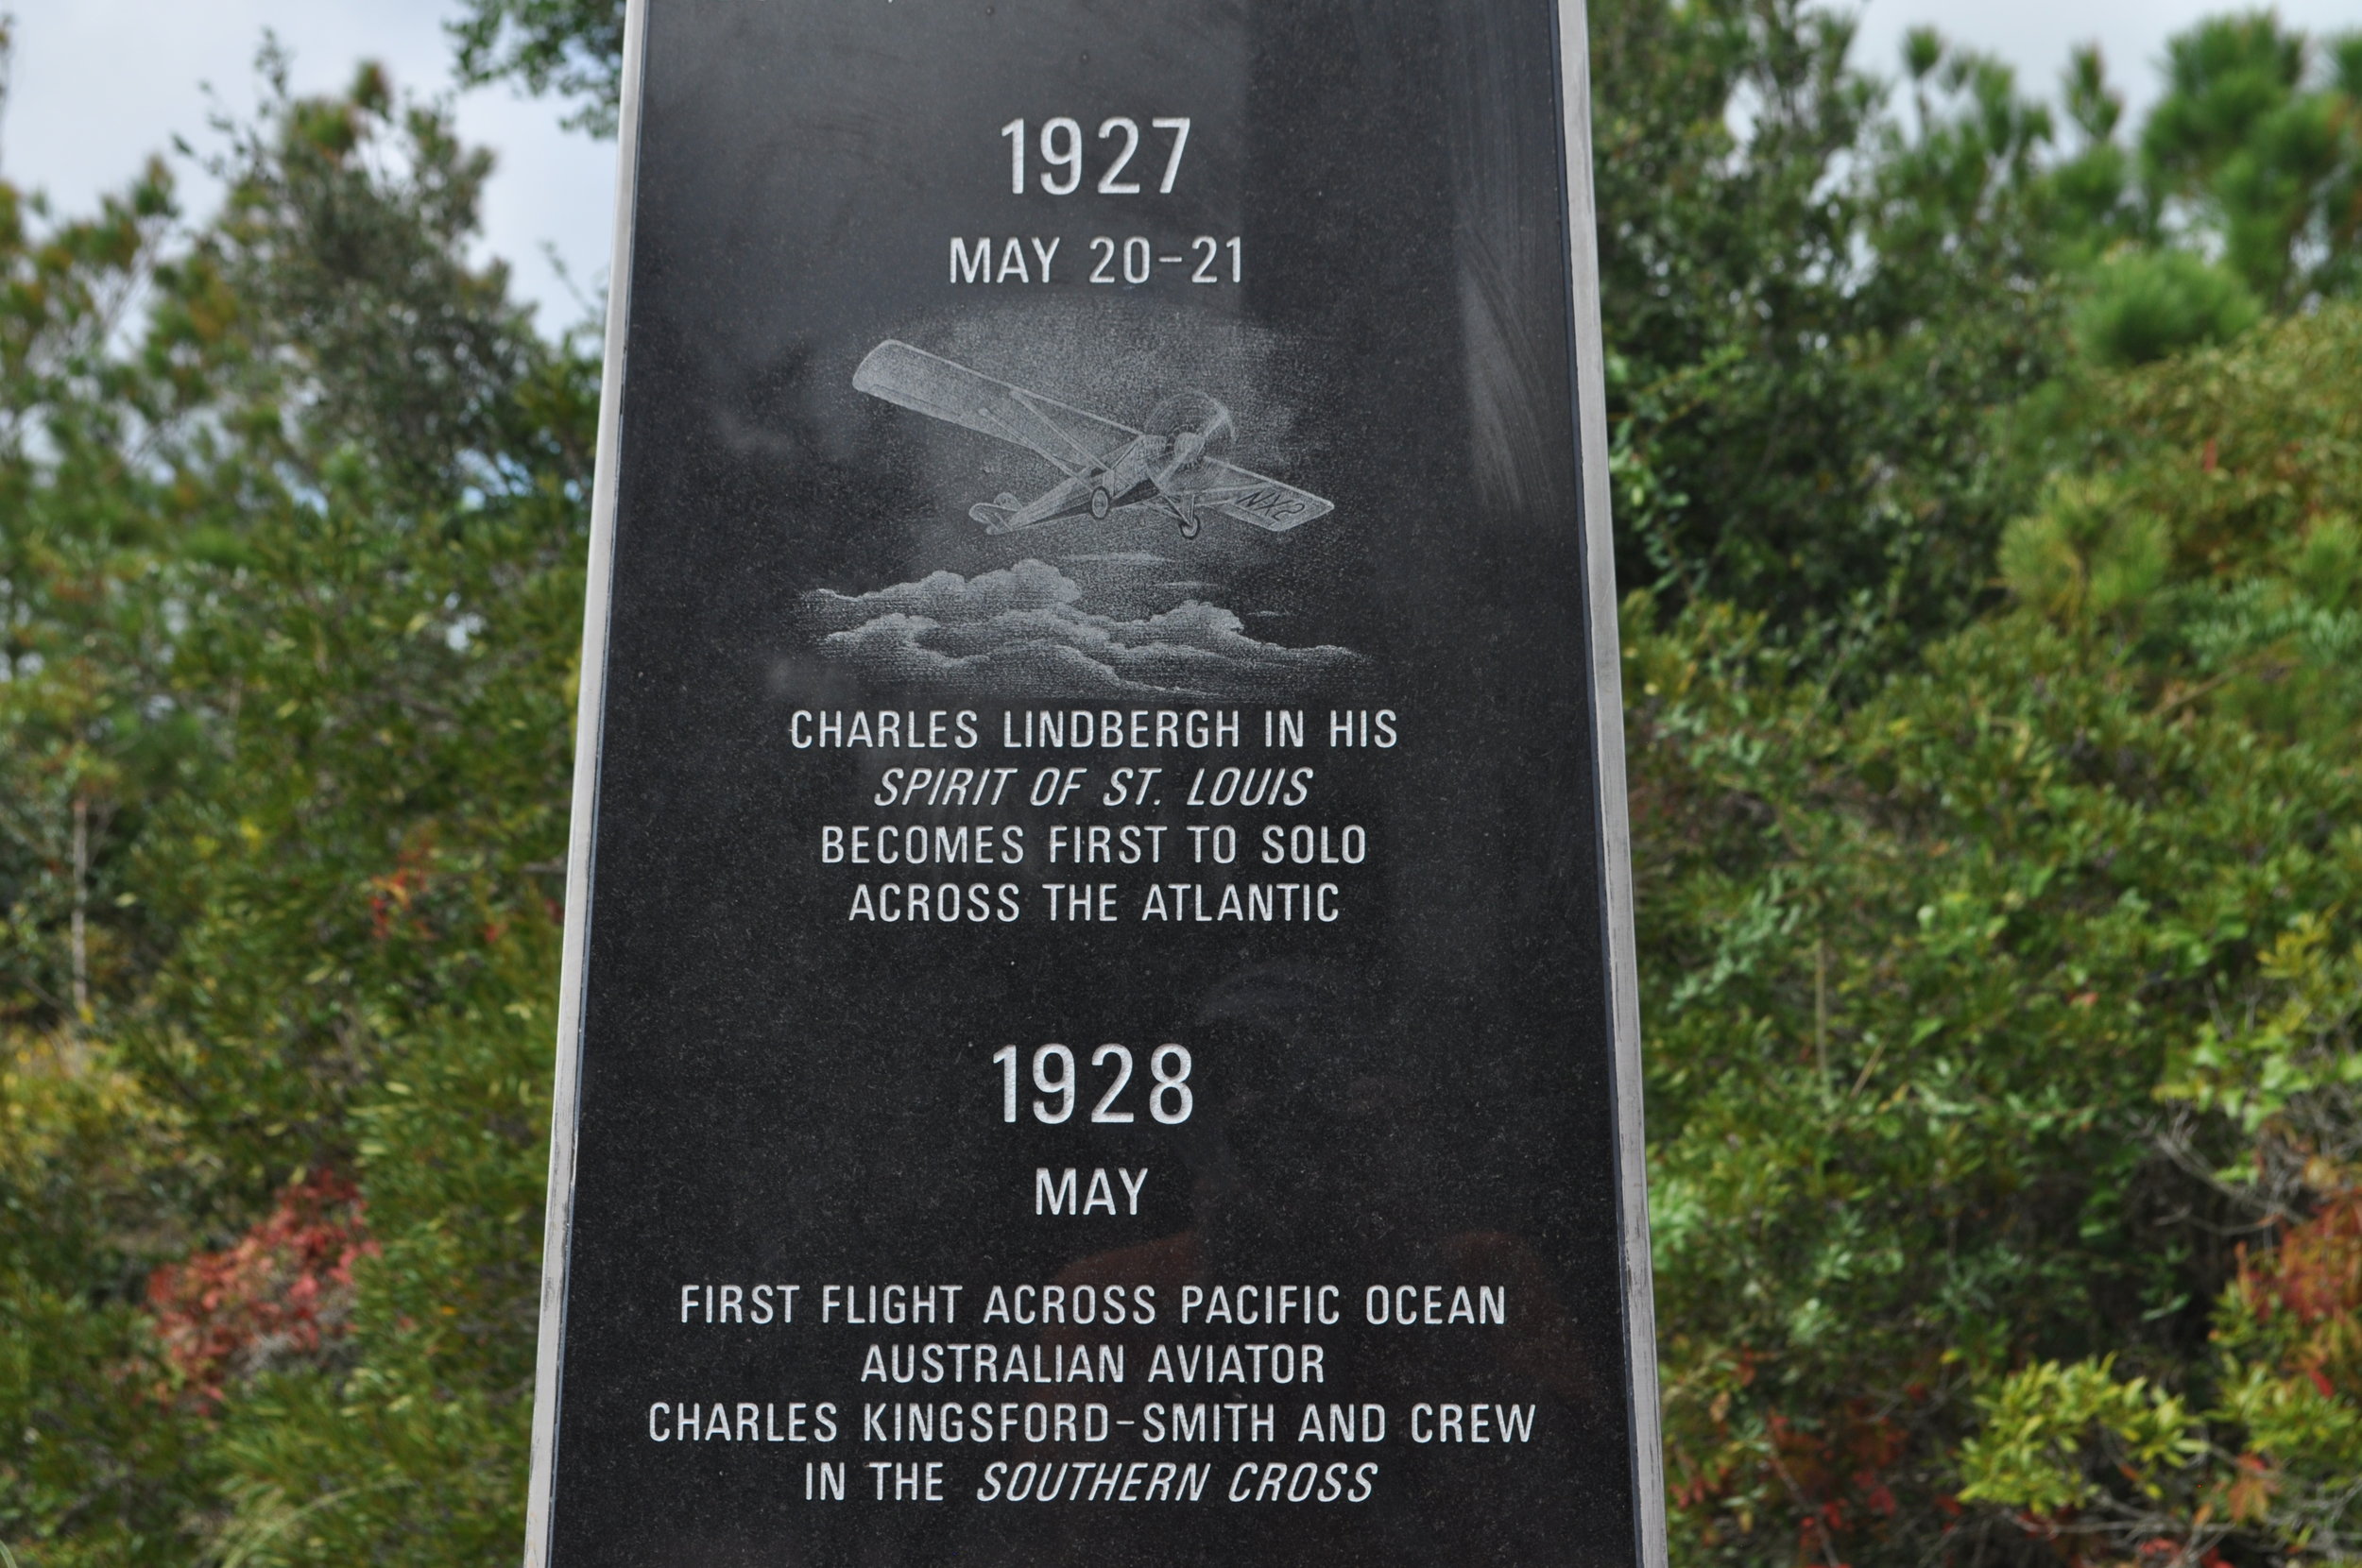 1927
MAY 20-21
NX2
CHARLES LINDBERGH IN HIS
SPIRIT OF ST. LOUIS
BECOMES FIRST TO SOLO
ACROSS THE ATLANTIC
1928
MAY
FIRST FLIGHT ACROSS PACIFIC OCEAN
AUSTRALIAN AVIATOR
CHARLES KINGSFORD-SMITH AND CREW
IN THE SOUTHERN CROSS